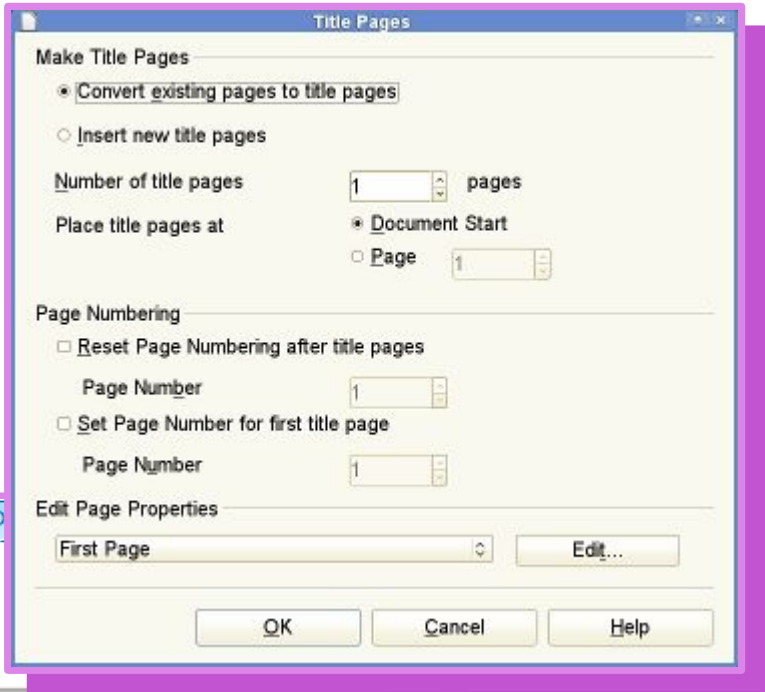 Title Pages
Make Title Pages
Convert existing pages to title pages
Insert new title pages
Number of title pages 1 pages
Place title pages at Document Start
Page 1
Page Numbering
Reset Page Numbering after title pages
Page Number 1
Set Page Number for first title page
Page Number 1
Edit Page Properties
First Page Edit...
OK Cancel Help